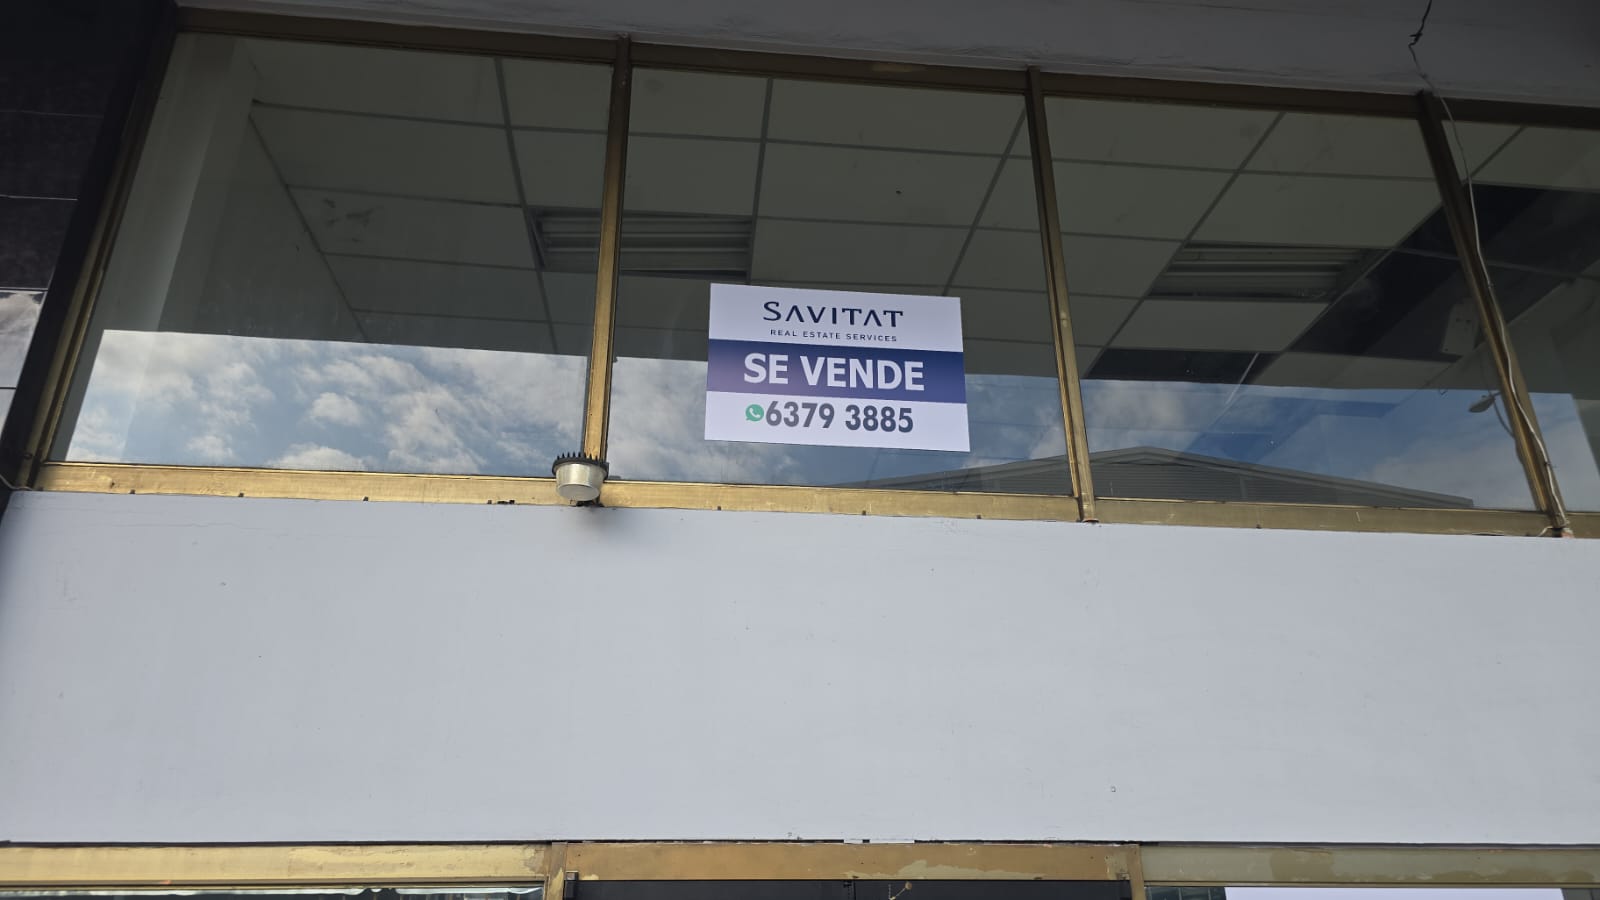 SAVITAT
REAL ESTATE SERVICES
SE VENDE
6379 3885